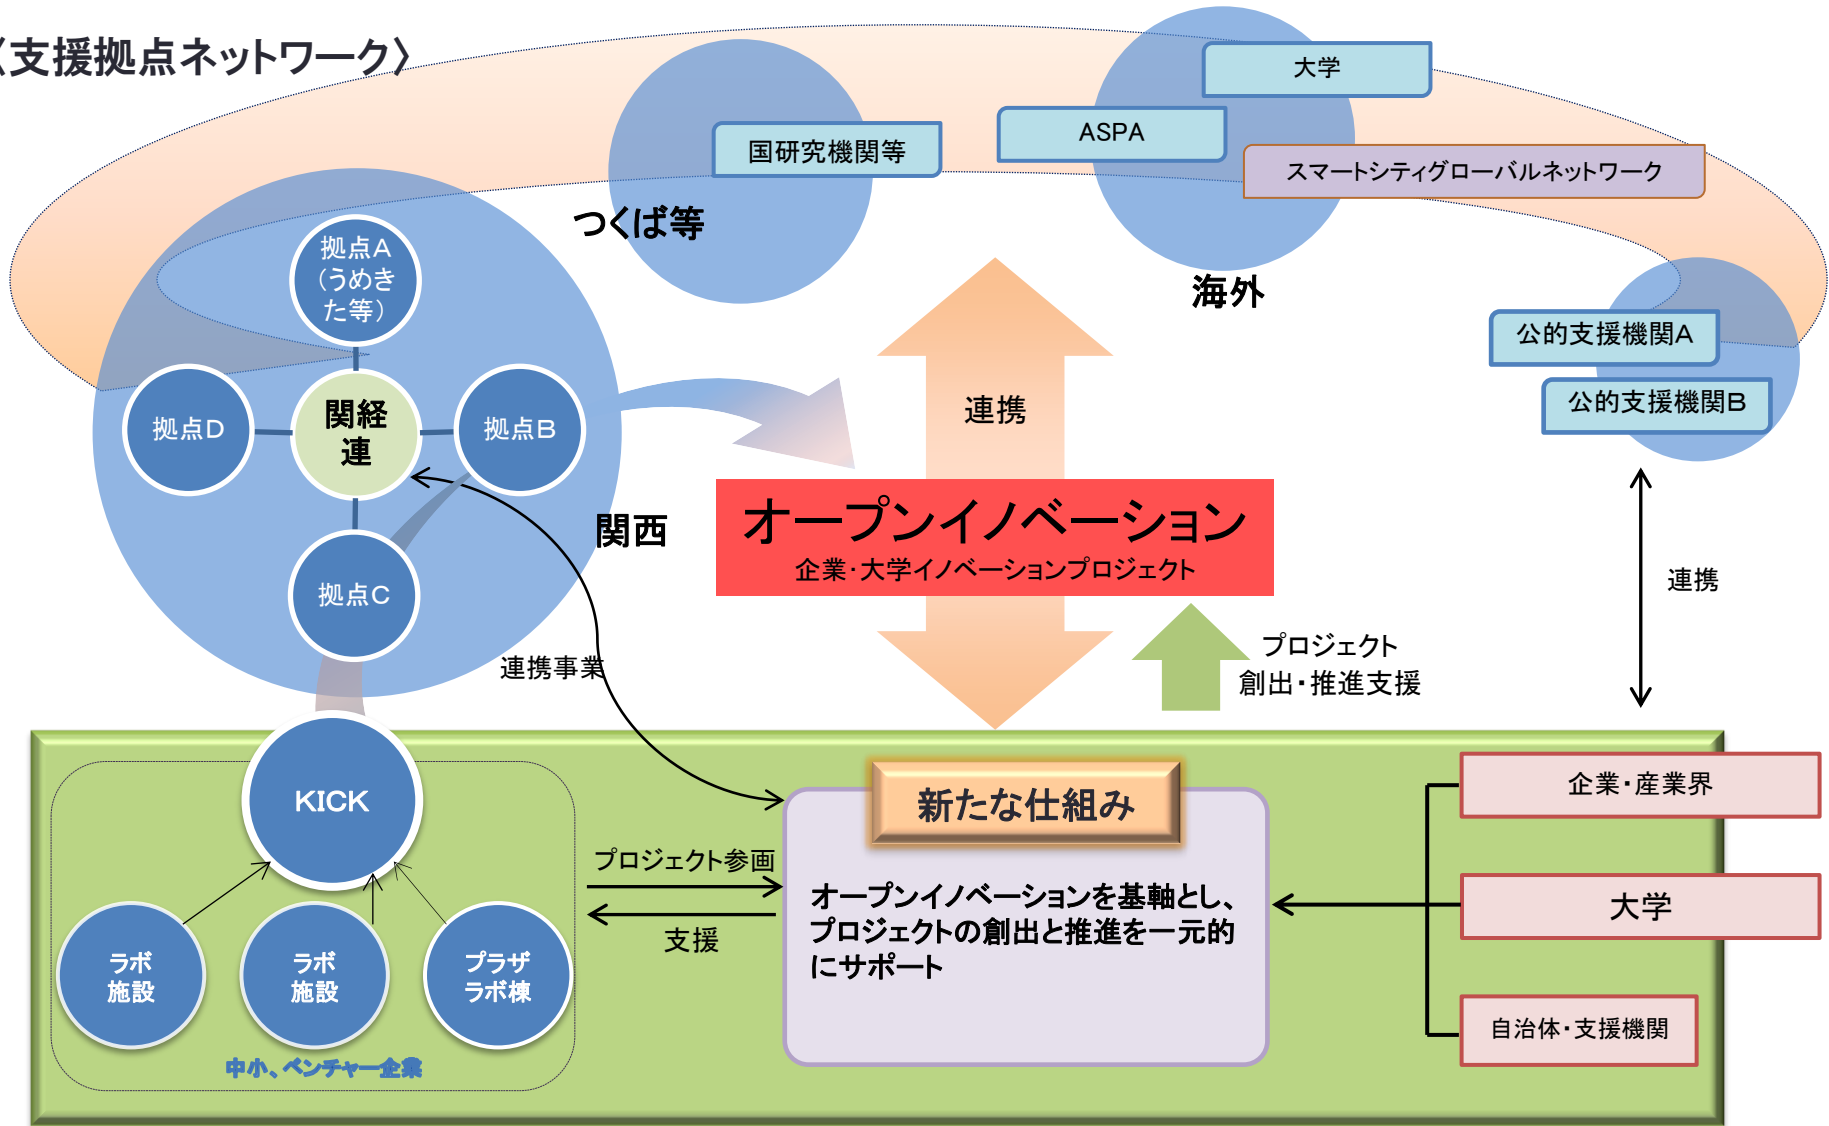 〈支援拠点ネットワーク〉
大学
ASPA
国研究機関等
スマートシティグローバルネットワーク
つくば等
海外
拠点A
(うめき
た等)
公的支援機関A
公的支援機関B
拠点D
関経
連
拠点B
連携
関西
オープンイノベーション
企業・大学イノベーションプロジェクト
拠点C
連携
連携事業
プロジェクト
創出・推進支援
KICK
新たな仕組み
企業・産業界
プロジェクト参画
オープンイノベーションを基軸とし、
プロジェクトの創出と推進を一元的
にサポート
大学
支援
ラボ
施設
ラボ
施設
プラザ
ラボ棟
自治体・支援機関
中小、ベンチャー企業